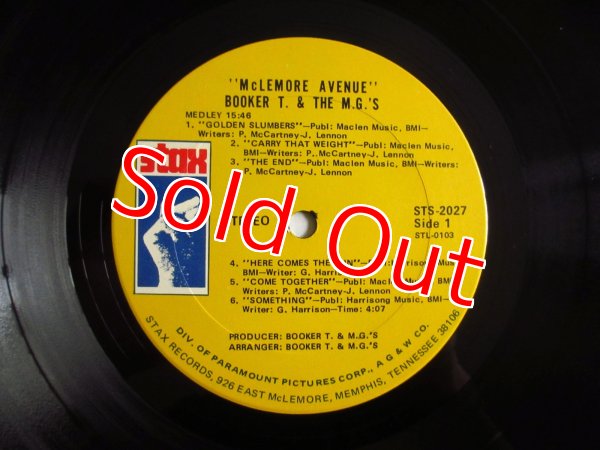 "McLEMORE AVENUE"
BOOKER T. & THE M.G.'S
MEDLEY 15:46
1. "GOLDEN SLUMBERS"—Publ: Maclen Music, BMI—
Writers: P. McCartney-J. Lennon
2. "CARRY THAT WEIGHT"—Publ: Maclen Music,
BMI—Writers: P. McCartney-J. Lennon
3. "THE END"—Publ: Maclen Music, BMI—Writers:
P. McCartney-J. Lennon
stax
Sold Out
STS-2027
Side 1
STL-0103
4. "HERE COMES THE Music,
BMI—Writer: G.
5. "COME TOGETHER"—Publ: Music,
BMI—Writers: P. McCartney-J. Lennon
6. "SOMETHING"—Publ: Harrisong Music, BMI—
Writer: G. Harrison—Time: 4:07
PRODUCER: BOOKER T. & M.G.'S
ARRANGER: BOOKER T. & M.G.'S
DIV. OF PARAMOUNT PICTURES CORP., A G & W CO.
STAX RECORDS, 926 EAST McLEMORE, MEMPHIS, TENNESSEE 38106